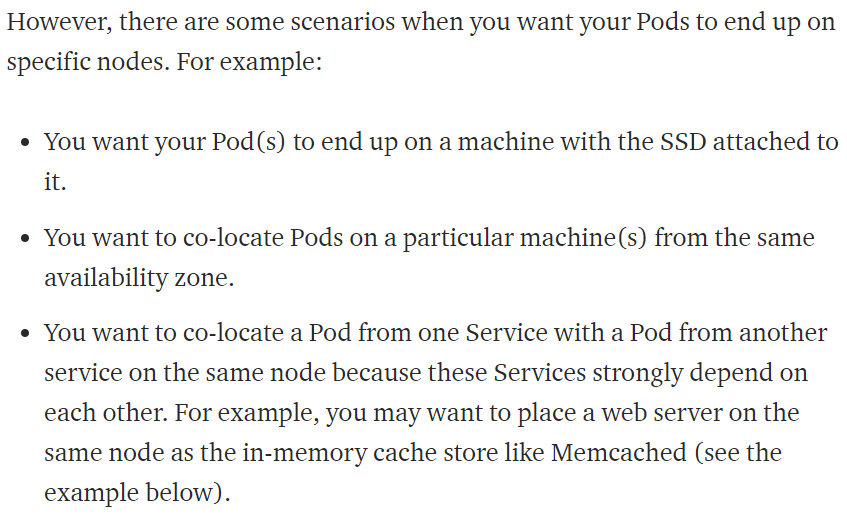 However, there are some scenarios when you want your Pods to end up on
specific nodes. For example:
• You want your Pod(s) to end up on a machine with the SSD attached to
it.
• You want to co-locate Pods on a particular machine(s) from the same
availability zone.
• You want to co-locate a Pod from one Service with a Pod from another
service on the same node because these Services strongly depend on
each other. For example, you may want to place a web server on the
same node as the in-memory cache store like Memcached (see the
example below).